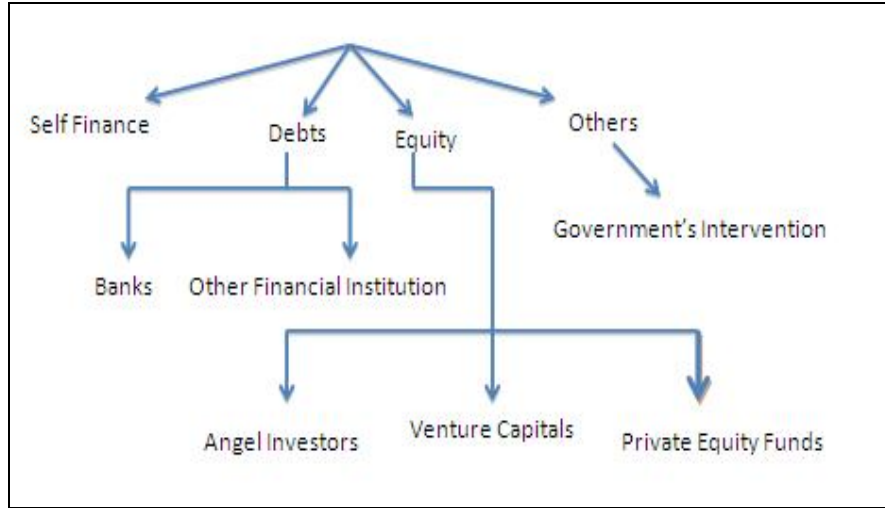 Self Finance
Debts
Equity
Others
Government's Intervention
Banks
Other Financial Institution
Angel Investors
Venture Capitals
Private Equity Funds